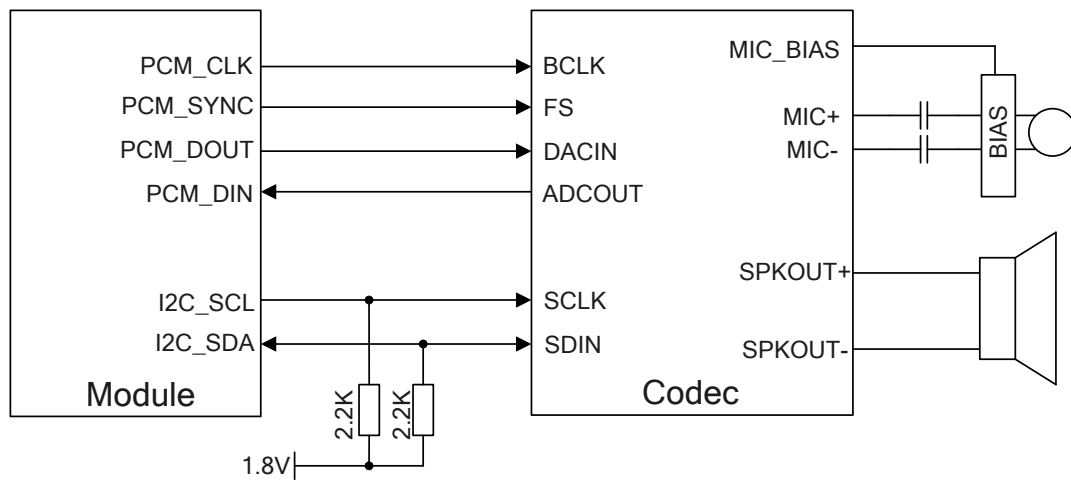 PCM_CLK
PCM_SYNC
PCM_DOUT
PCM_DIN
I2C_SCL
I2C_SDA
Module
BCLK
FS
DACIN
ADCOUT
SCLK
SDIN
Codec
MIC_BIAS
MIC+
MIC-
SPKOUT+
SPKOUT-
BIAS
2.2K
2.2K
1.8V